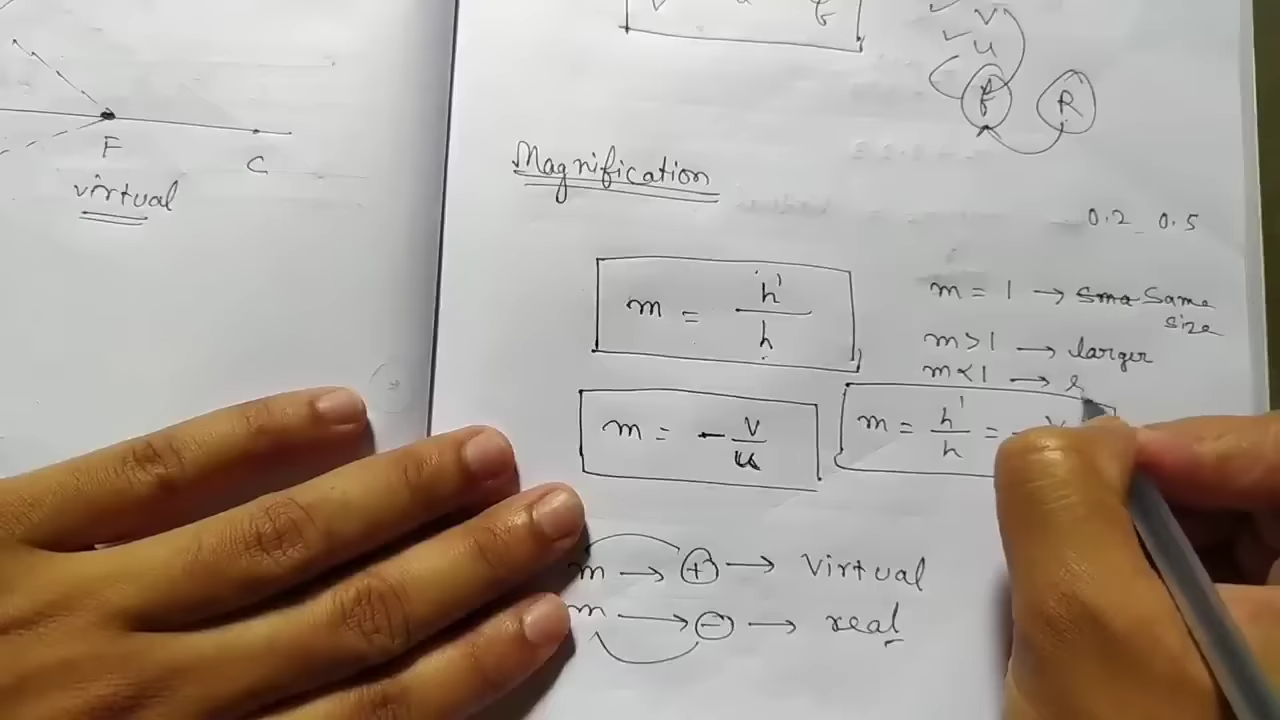 F
C
virtual
v
u
f
R
Magnification
0.2 0.5
m = h'/h
m = 1 → Same
size
m > 1 → larger
m < 1 →
m = - v/u
m = h'/h = -
m → + → Virtual
m → - → real